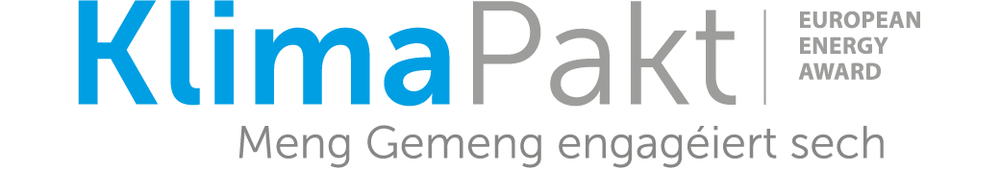 KlimaPakt
EUROPEAN
ENERGY
AWARD
Meng Gemeng engagéiert sech